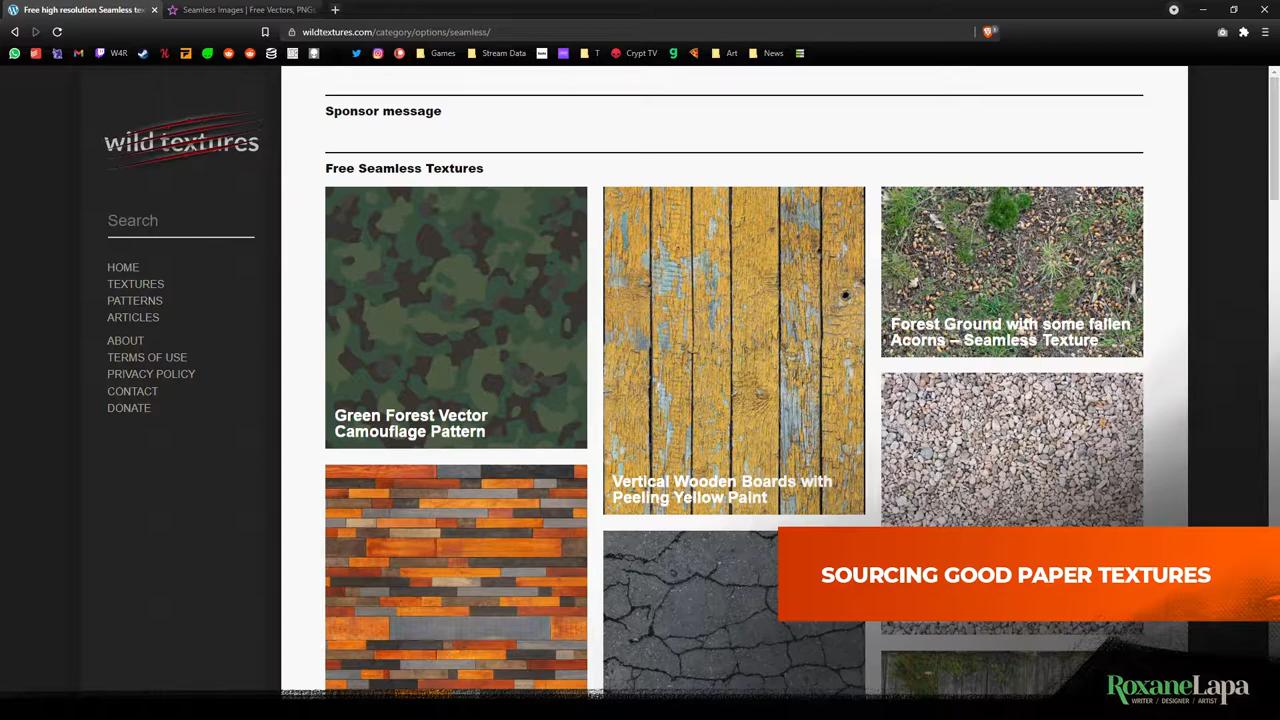 Free high resolution Seamless te
Seamless Images | Free Vectors, PNG
wildtextures.com/category/options/seamless/
W4R
Games
Stream Data
T
Crypt TV
Art
News
wild textures
Search
HOME
TEXTURES
PATTERNS
ARTICLES
ABOUT
TERMS OF USE
PRIVACY POLICY
CONTACT
DONATE
Sponsor message
Free Seamless Textures
Green Forest Vector
Camouflage Pattern
Vertical Wooden Boards with
Peeling Yellow Paint
Forest Ground with some fallen
Acorns – Seamless Texture
SOURCING GOOD PAPER TEXTURES
RoxaneLapa
WRITER / DESIGNER / ARTIST